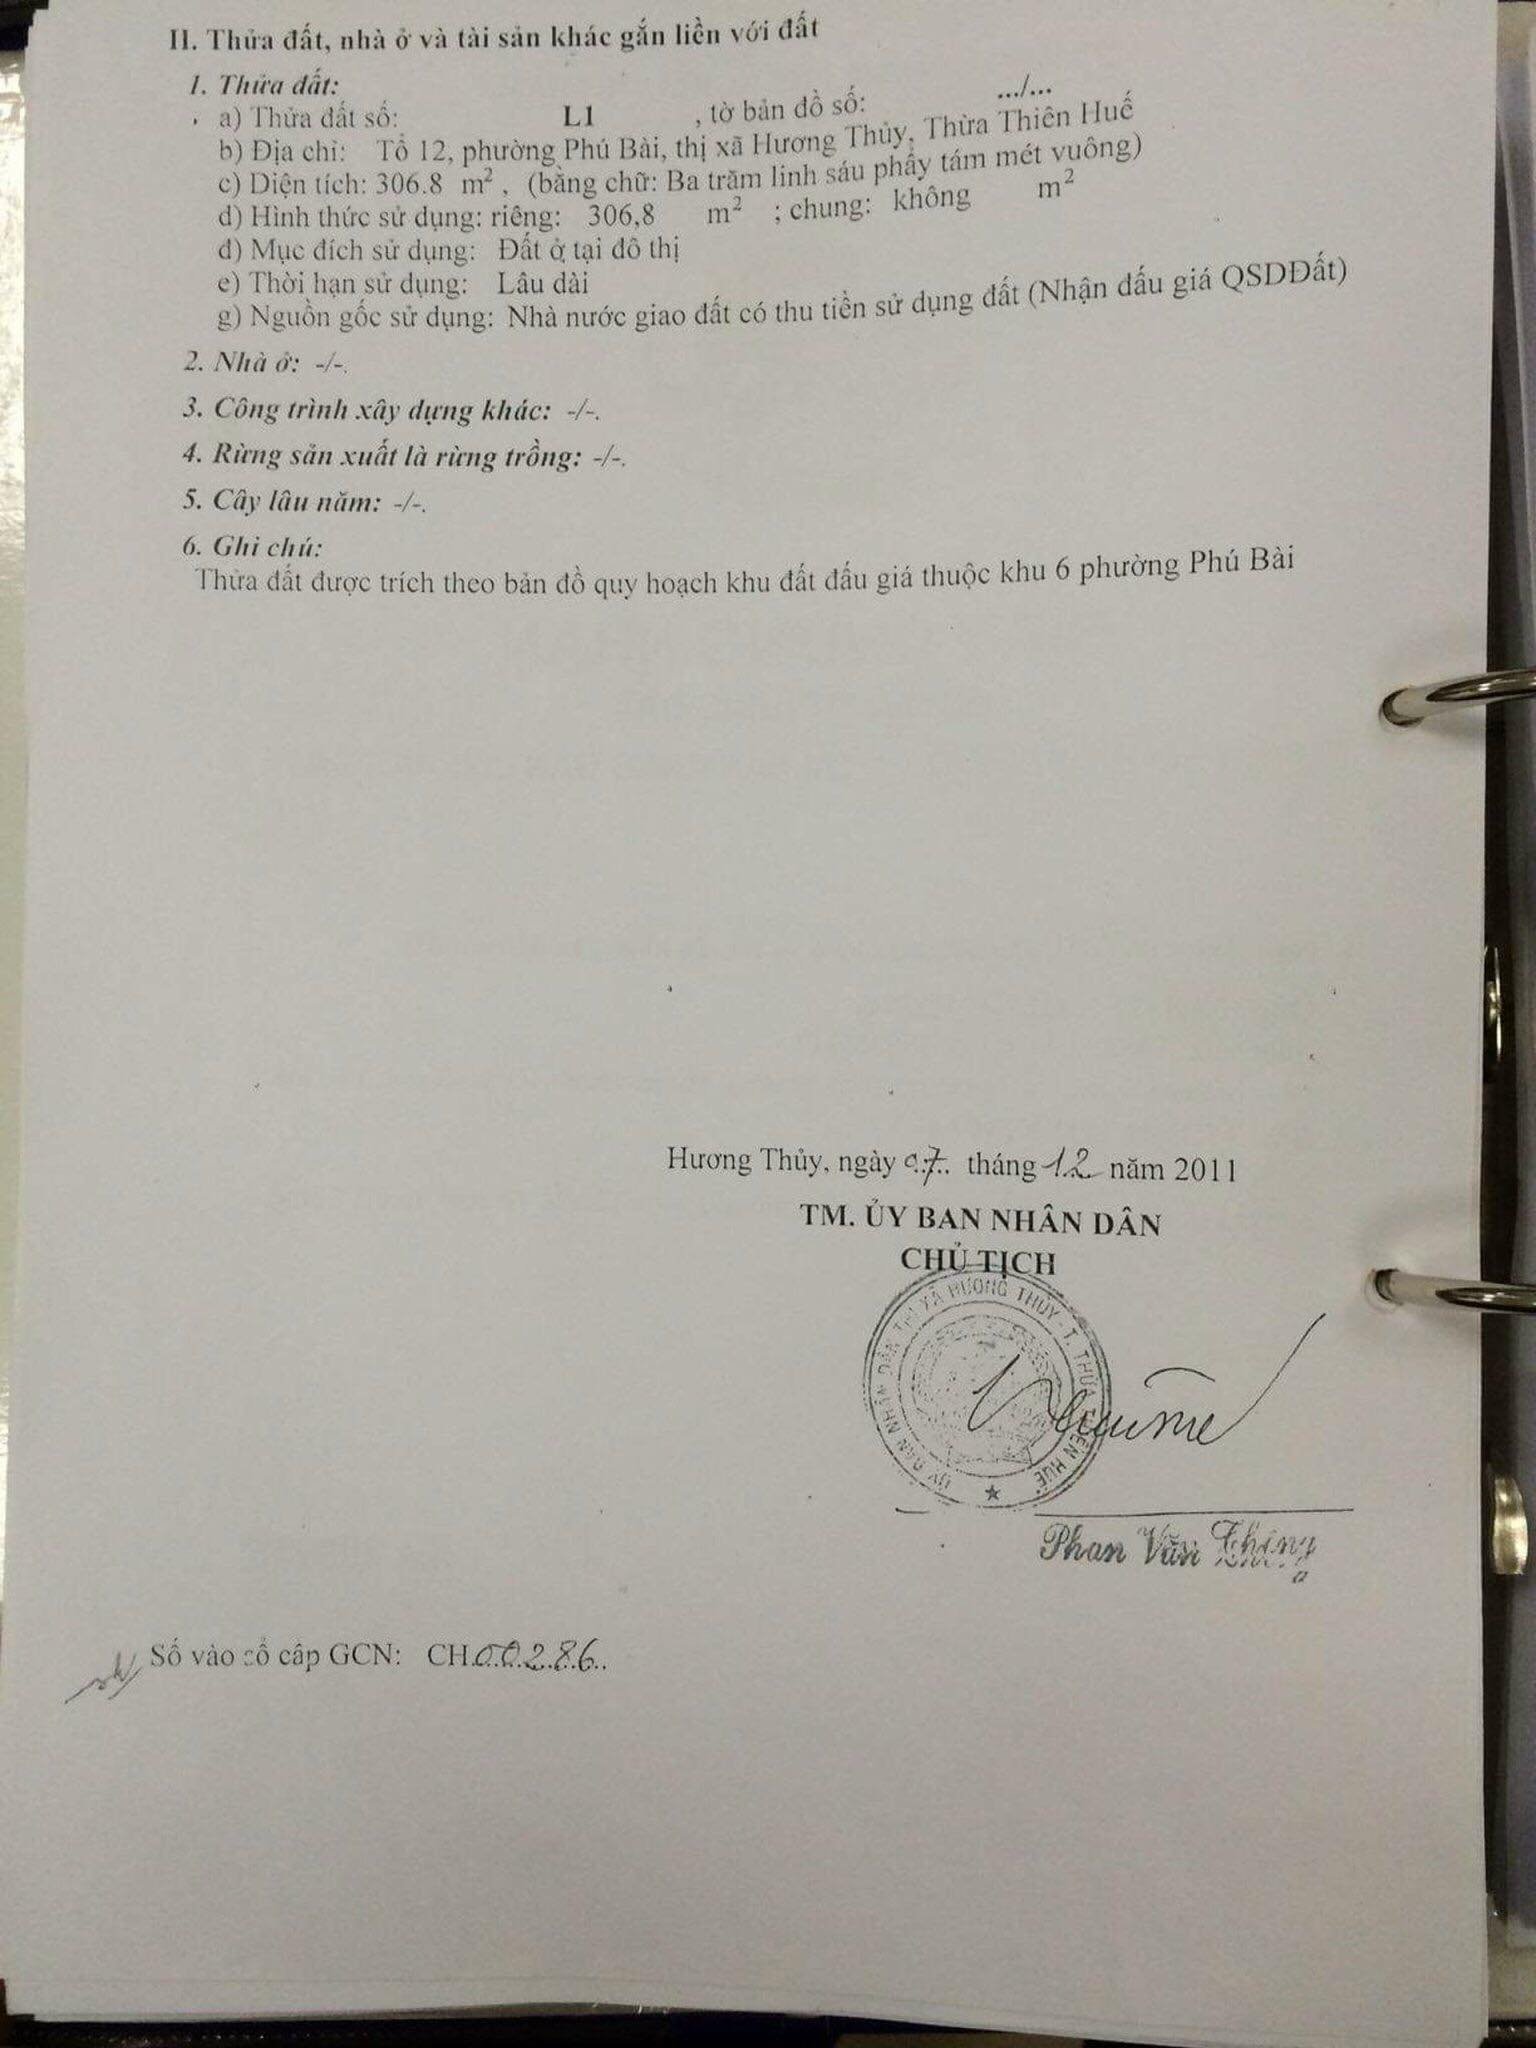 II. Thửa đất, nhà ở và tài sản khác gắn liền với đất
1. Thửa đất:
a) Thửa đất số: L1 , tờ bản đồ số: .../...
b) Địa chỉ: Tổ 12, phường Phú Bài, thị xã Hương Thủy, Thừa Thiên Huế
c) Diện tích: 306.8 m², (bằng chữ: Ba trăm linh sáu phẩy tám mét vuông)
d) Hình thức sử dụng: riêng: 306,8 m² ; chung: không m²
đ) Mục đích sử dụng: Đất ở tại đô thị
e) Thời hạn sử dụng: Lâu dài
g) Nguồn gốc sử dụng: Nhà nước giao đất có thu tiền sử dụng đất (Nhận đấu giá QSDĐất)
2. Nhà ở: -/-.
3. Công trình xây dựng khác: -/-.
4. Rừng sản xuất là rừng trồng: -/-.
5. Cây lâu năm: -/-.
6. Ghi chú:
Thửa đất được trích theo bản đồ quy hoạch khu đất đấu giá thuộc khu 6 phường Phú Bài
Hương Thủy, ngày 07 tháng 12 năm 2011
TM. ỦY BAN NHÂN DÂN
CHỦ TỊCH
ỦY BAN NHÂN DÂN THỊ XÃ HƯƠNG THỦY - T. THỪA THIÊN HUẾ
Phan Văn
Số vào sổ cấp GCN: CH 00286